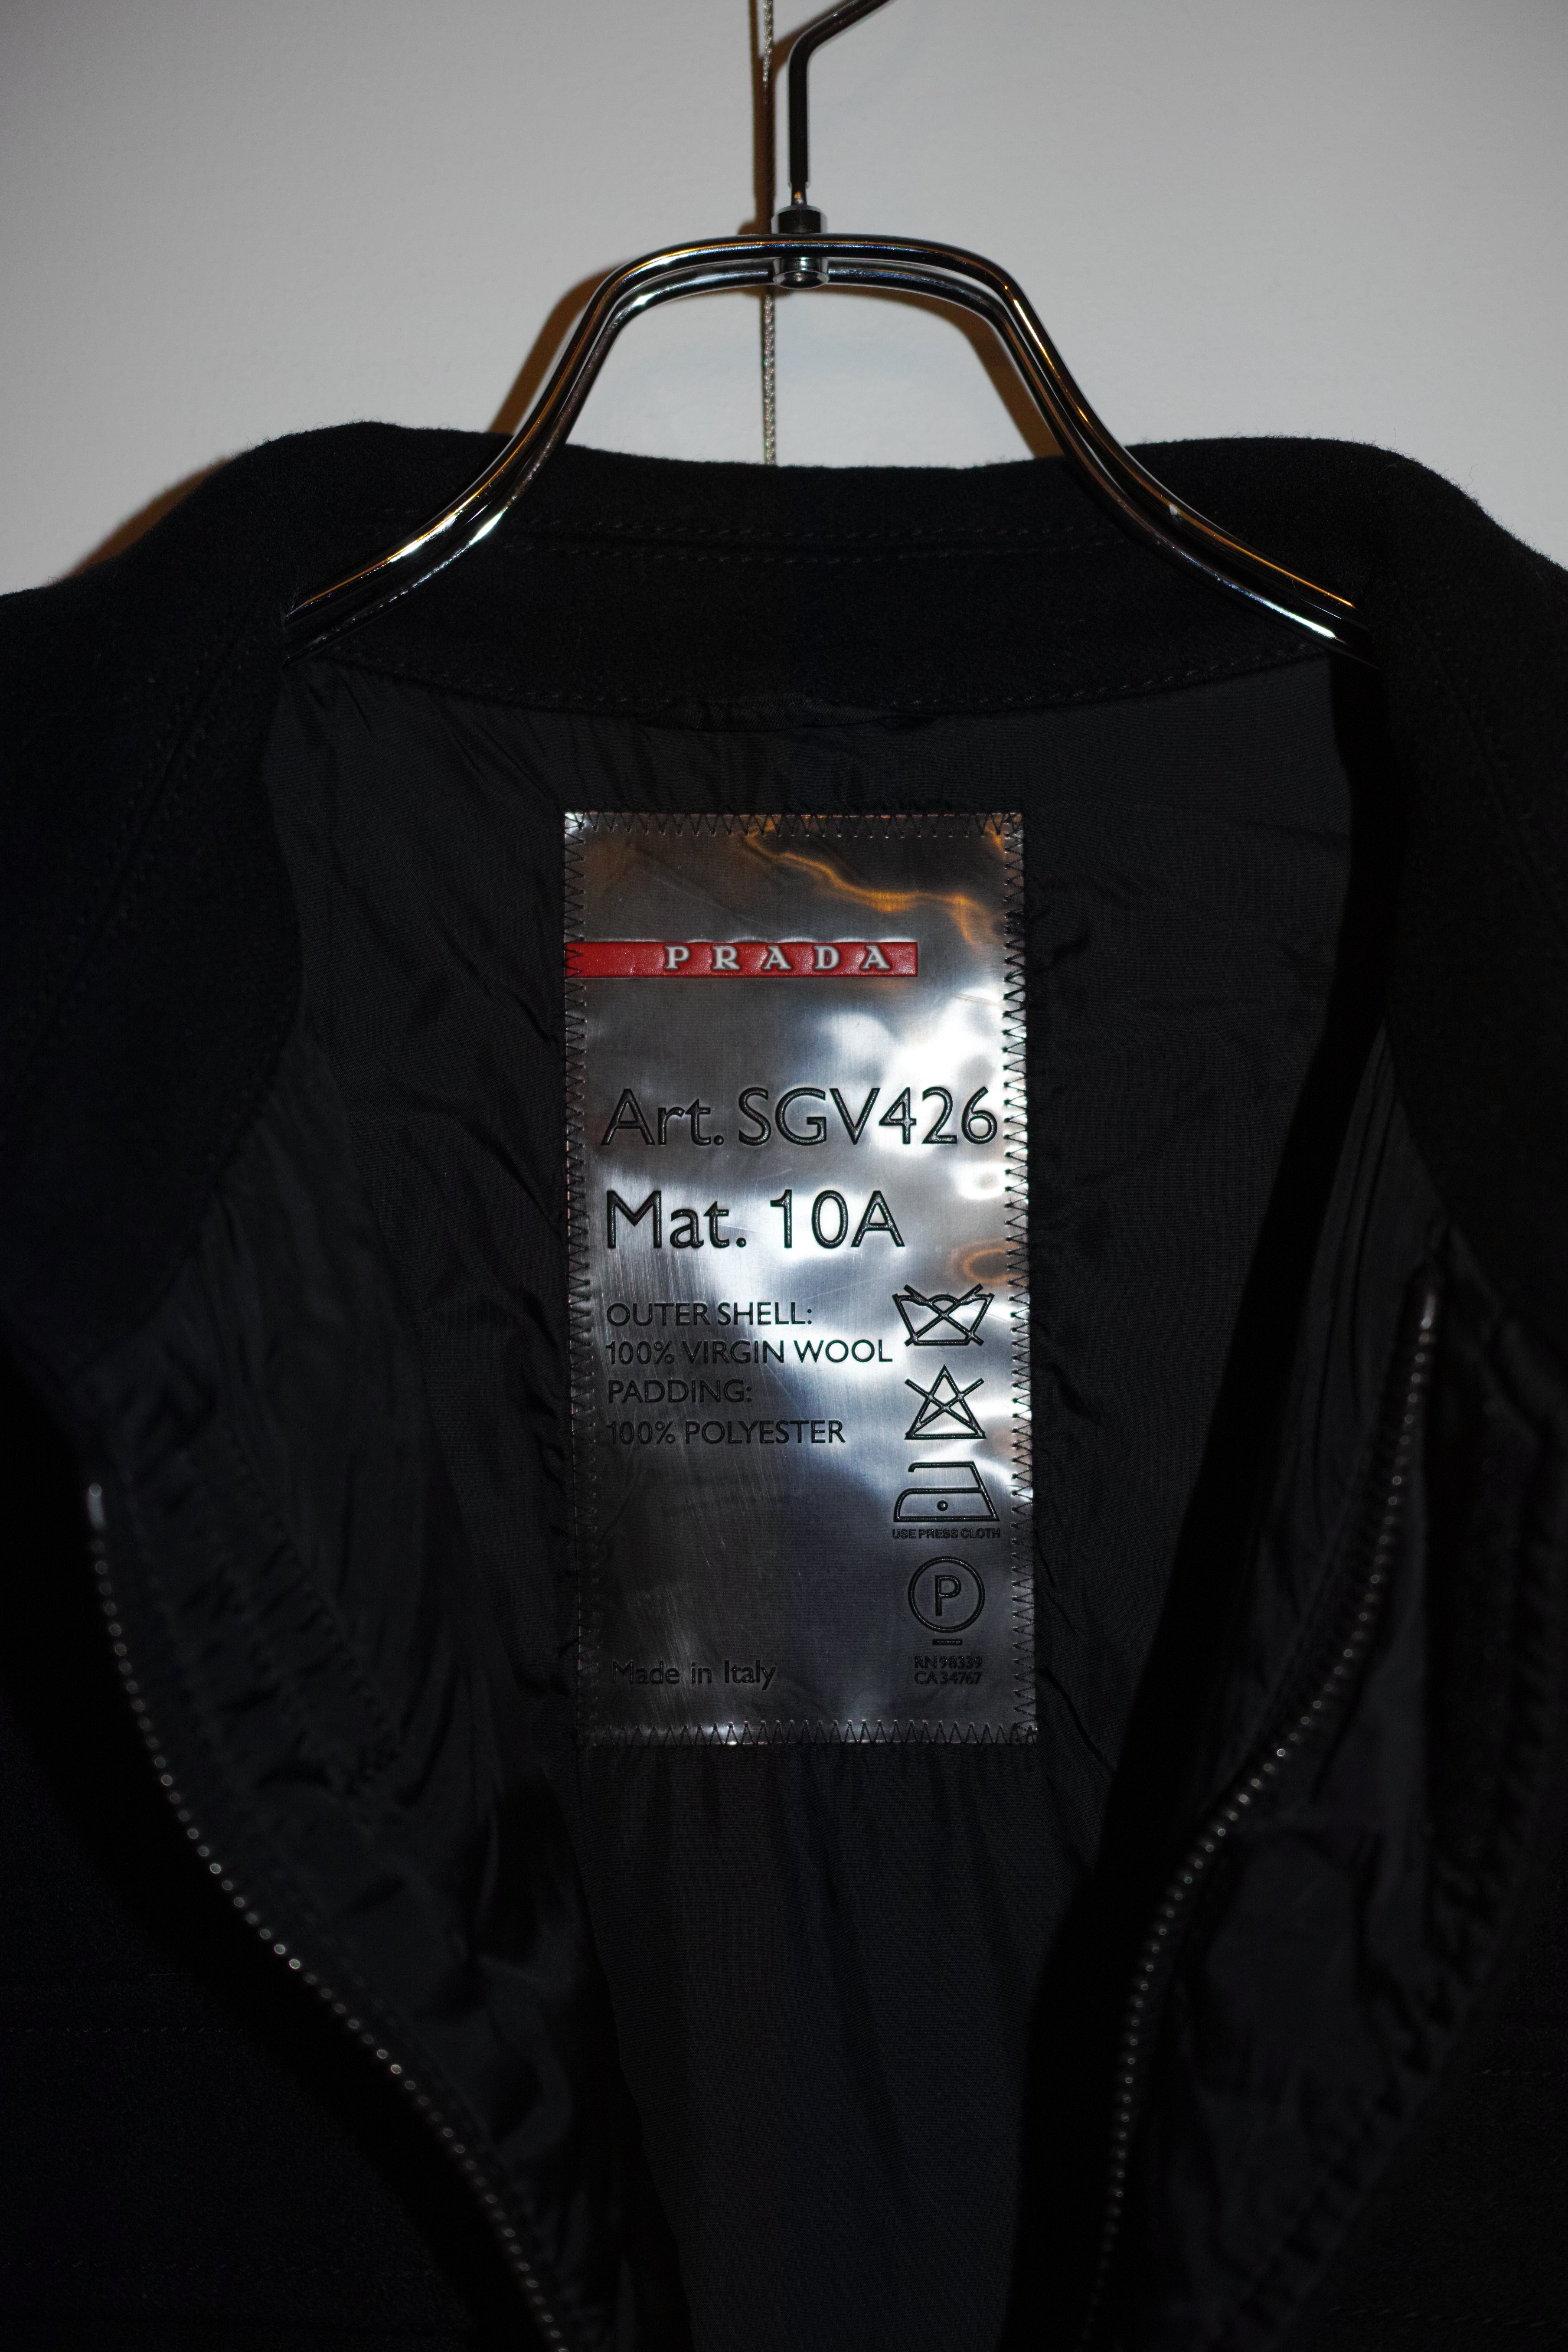 PRADA
Art. SGV426
Mat. 10A
OUTER SHELL:
100% VIRGIN WOOL
PADDING:
100% POLYESTER
USE PRESS CLOTH
P
Made in Italy
RN 98339
CA 34767